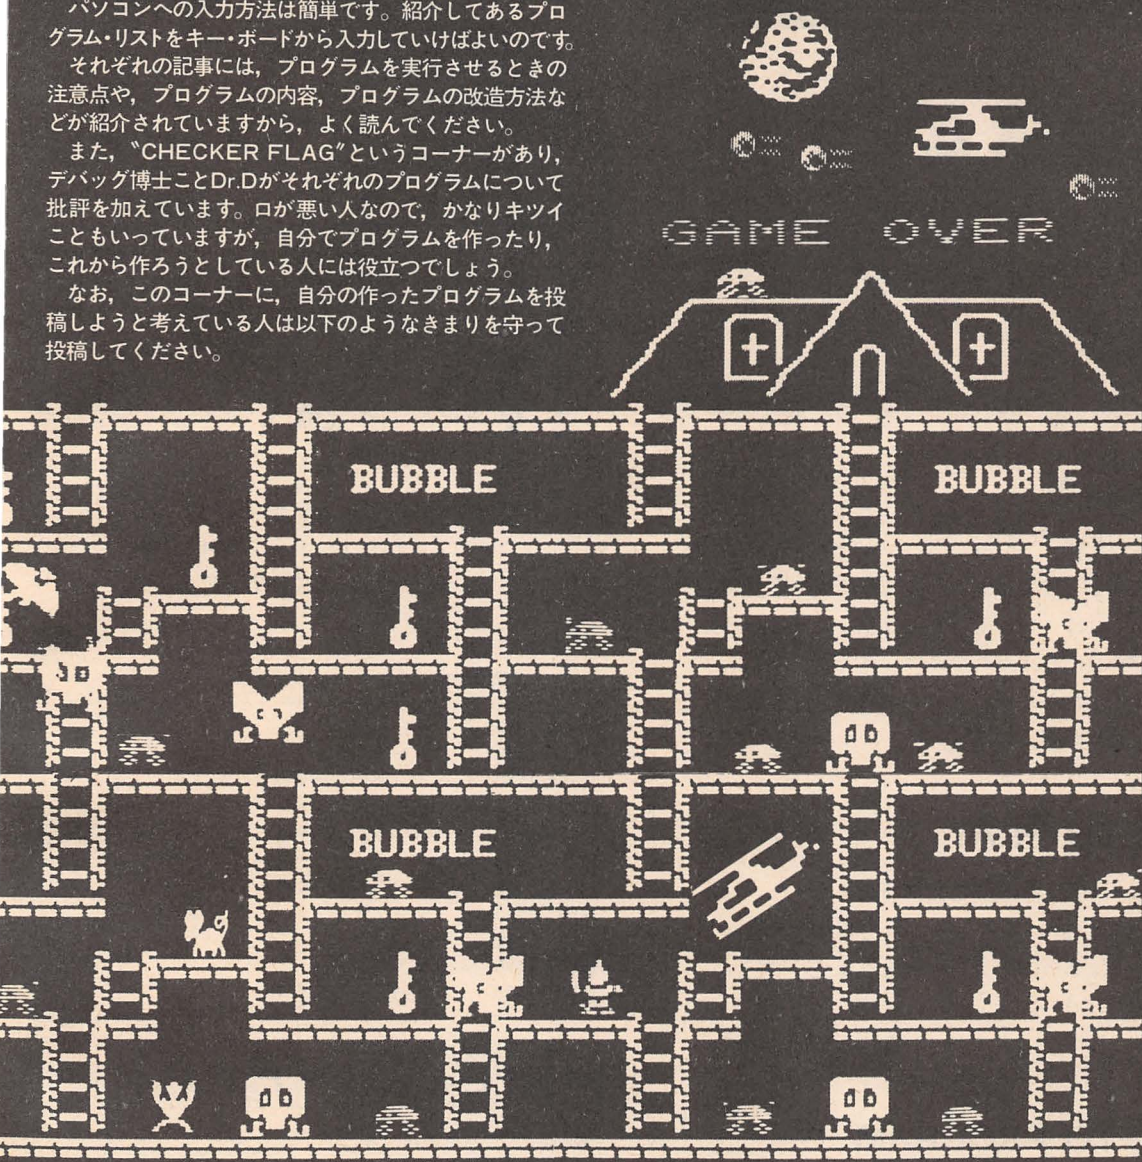 パソコンへの入力方法は簡単です。紹介してあるプロ
グラム・リストをキー・ボードから入力していけばよいのです。
それぞれの記事には，プログラムを実行させるときの
注意点や，プログラムの内容，プログラムの改造方法な
どが紹介されていますから，よく読んでください。
また，〝CHECKER FLAG〞というコーナーがあり，
デバッグ博士ことDr.Dがそれぞれのプログラムについて
批評を加えています。口が悪い人なので，かなりキツイ
こともいっていますが，自分でプログラムを作ったり，
これから作ろうとしている人には役立つでしょう。
なお，このコーナーに，自分の作ったプログラムを投
稿しようと考えている人は以下のようなきまりを守って
投稿してください。
GAME OVER
BUBBLE
BUBBLE
BUBBLE
BUBBLE